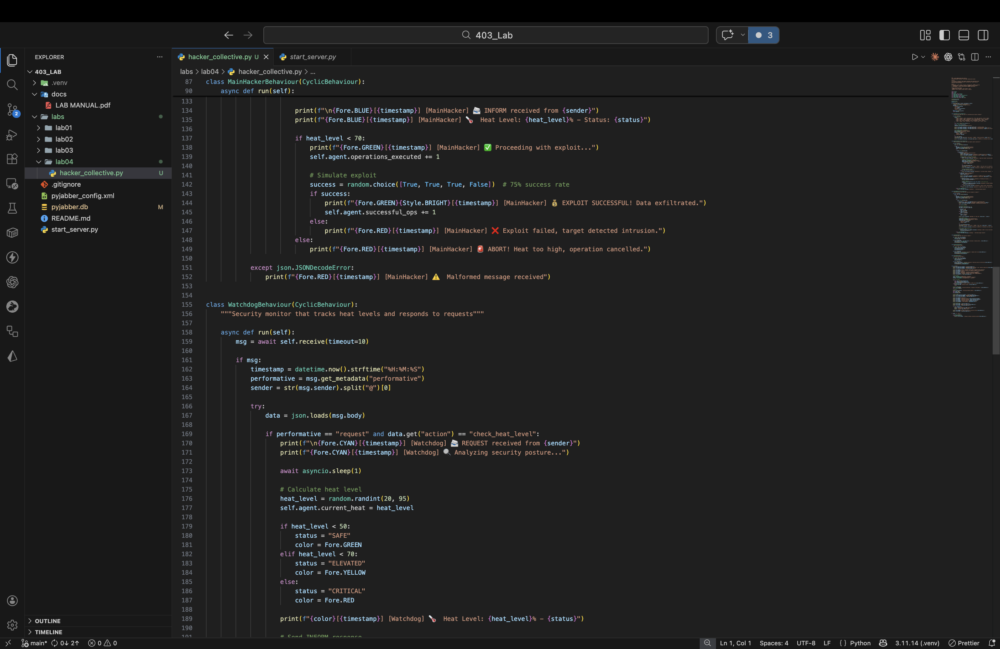 403_Lab
3
EXPLORER
hacker_collective.py U
start_server.py
403_LAB
.venv
docs
LAB MANUAL.pdf
labs
lab01
lab02
lab03
lab04
hacker_collective.py U
.gitignore
pyjabber_config.xml
pyjabber.db M
README.md
start_server.py
2
OUTLINE
TIMELINE
labs > lab04 > hacker_collective.py > ...
87 class MainHackerBehaviour(CyclicBehaviour):
90 async def run(self):
133
134 print(f"\n{Fore.BLUE}[{timestamp}] [MainHacker] 📨 INFORM received from {sender}")
135 print(f"{Fore.BLUE}[{timestamp}] [MainHacker] 🌡️ Heat Level: {heat_level}% - Status: {status}")
136
137 if heat_level < 70:
138 print(f"{Fore.GREEN}[{timestamp}] [MainHacker] ✅ Proceeding with exploit...")
139 self.agent.operations_executed += 1
140
141 # Simulate exploit
142 success = random.choice([True, True, True, False]) # 75% success rate
143 if success:
144 print(f"{Fore.GREEN}{Style.BRIGHT}[{timestamp}] [MainHacker] 💰 EXPLOIT SUCCESSFUL! Data exfiltrated.")
145 self.agent.successful_ops += 1
146 else:
147 print(f"{Fore.RED}[{timestamp}] [MainHacker] ❌ Exploit failed, target detected intrusion.")
148 else:
149 print(f"{Fore.RED}[{timestamp}] [MainHacker] 🚨 ABORT! Heat too high, operation cancelled.")
150
151 except json.JSONDecodeError:
152 print(f"{Fore.RED}[{timestamp}] [MainHacker] ⚠️ Malformed message received")
153
154
155 class WatchdogBehaviour(CyclicBehaviour):
156 """Security monitor that tracks heat levels and responds to requests"""
157
158 async def run(self):
159 msg = await self.receive(timeout=10)
160
161 if msg:
162 timestamp = datetime.now().strftime("%H:%M:%S")
163 performative = msg.get_metadata("performative")
164 sender = str(msg.sender).split("@")[0]
165
166 try:
167 data = json.loads(msg.body)
168
169 if performative == "request" and data.get("action") == "check_heat_level":
170 print(f"\n{Fore.CYAN}[{timestamp}] [Watchdog] 📨 REQUEST received from {sender}")
171 print(f"{Fore.CYAN}[{timestamp}] [Watchdog] 🔍 Analyzing security posture...")
172
173 await asyncio.sleep(1)
174
175 # Calculate heat level
176 heat_level = random.randint(20, 95)
177 self.agent.current_heat = heat_level
178
179 if heat_level < 50:
180 status = "SAFE"
181 color = Fore.GREEN
182 elif heat_level < 70:
183 status = "ELEVATED"
184 color = Fore.YELLOW
185 else:
186 status = "CRITICAL"
187 color = Fore.RED
188
189 print(f"{color}[{timestamp}] [Watchdog] 🌡️ Heat Level: {heat_level}% - {status}")
190
191 # Send INFORM response
main* 0↓ 2↑ 0 0
Ln 1, Col 1 Spaces: 4 UTF-8 LF { } Python 3.11.14 (.venv) Prettier